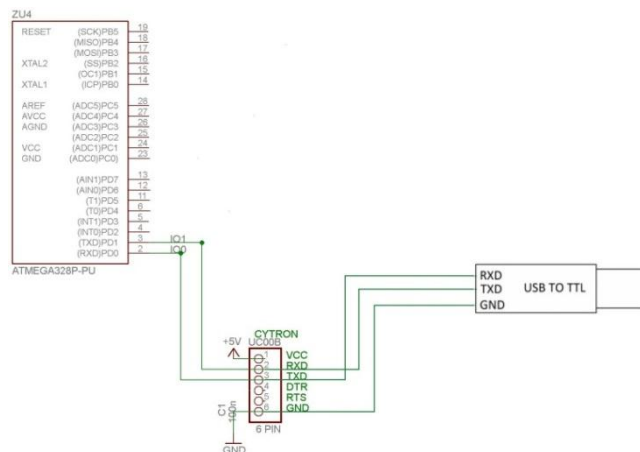 ZU4
RESET (SCK)PB5 19
(MISO)PB4 18
(MOSI)PB3 17
XTAL2 (SS)PB2 16
(OC1)PB1 15
XTAL1 (ICP)PB0 14
AREF (ADC5)PC5 28
AVCC (ADC4)PC4 27
AGND (ADC3)PC3 26
(ADC2)PC2 25
VCC (ADC1)PC1 24
GND (ADC0)PC0) 23
(AIN1)PD7 13
(AIN0)PD6 12
(T1)PD5 11
(T0)PD4 6
(INT1)PD3 5
(INT0)PD2 4
(TXD)PD1 3 IO1
(RXD)PD0 2 IO0
ATMEGA328P-PU
RXD
TXD
GND
USB TO TTL
CYTRON
UC00B
+5V
1 VCC
2 RXD
3 TXD
4 DTR
5 RTS
6 GND
6 PIN
C1
100n
GND